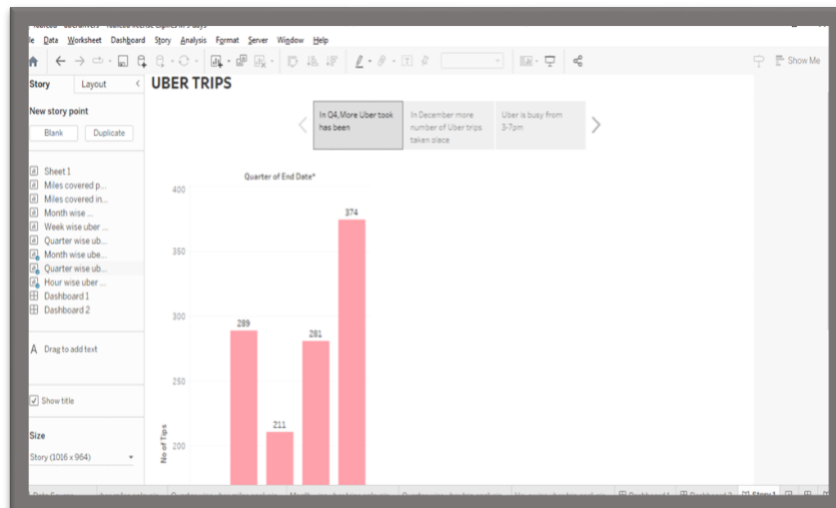 le Data Worksheet Dashboard Story Analysis Format Server Window Help
Show Me
Story Layout
UBER TRIPS
New story point
Blank Duplicate
In Q4,More Uber took
has been
In December more
number of Uber trips
taken place
Uber is busy from
3-7pm
Sheet 1
Miles covered p...
Miles covered in...
Month wise ...
Week wise uber ...
Quarter wise ub...
Month wise ube...
Quarter wise ub...
Hour wise uber ...
Dashboard 1
Dashboard 2
A Drag to add text
Show title
Size
Story (1016 x 964)
Quarter of End Date*
400
374
350
300
289
281
250
211
200
No of Tips
Story 1